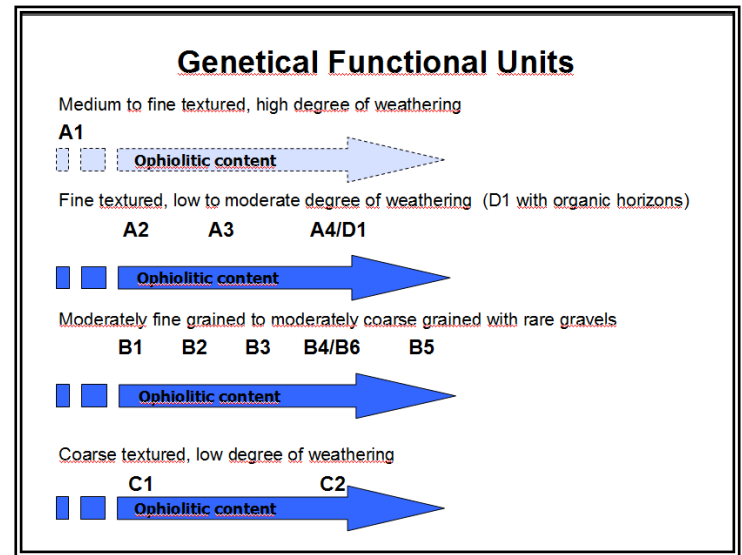 Genetical Functional Units
Medium to fine textured, high degree of weathering
A1
Ophiolitic content
Fine textured, low to moderate degree of weathering (D1 with organic horizons)
A2 A3 A4/D1
Ophiolitic content
Moderately fine grained to moderately coarse grained with rare gravels
B1 B2 B3 B4/B6 B5
Ophiolitic content
Coarse textured, low degree of weathering
C1 C2
Ophiolitic content